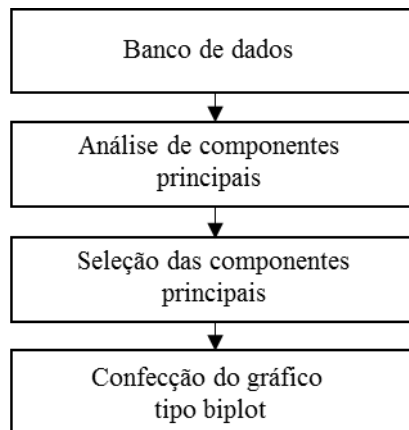 Banco de dados
Análise de componentes
principais
Seleção das componentes
principais
Confecção do gráfico
tipo biplot